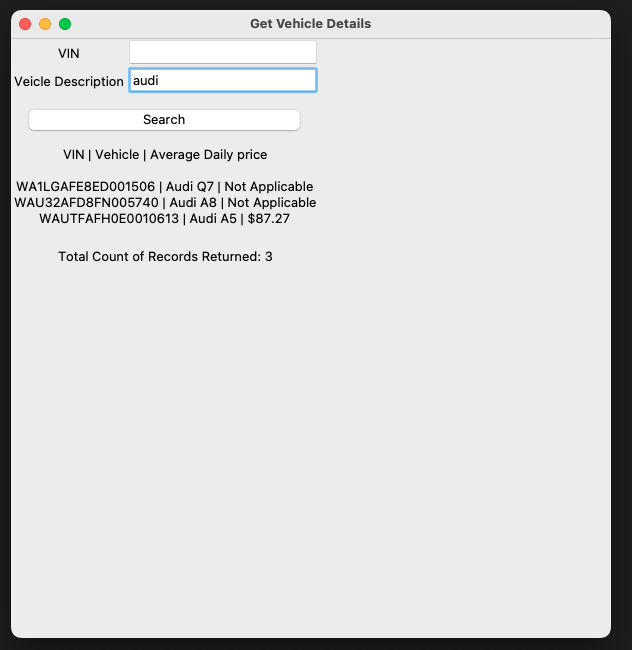 Get Vehicle Details
VIN
Veicle Description audi
Search
VIN | Vehicle | Average Daily price
WA1LGAFE8ED001506 | Audi Q7 | Not Applicable
WAU32AFD8FN005740 | Audi A8 | Not Applicable
WAUTFAFH0E0010613 | Audi A5 | $87.27
Total Count of Records Returned: 3